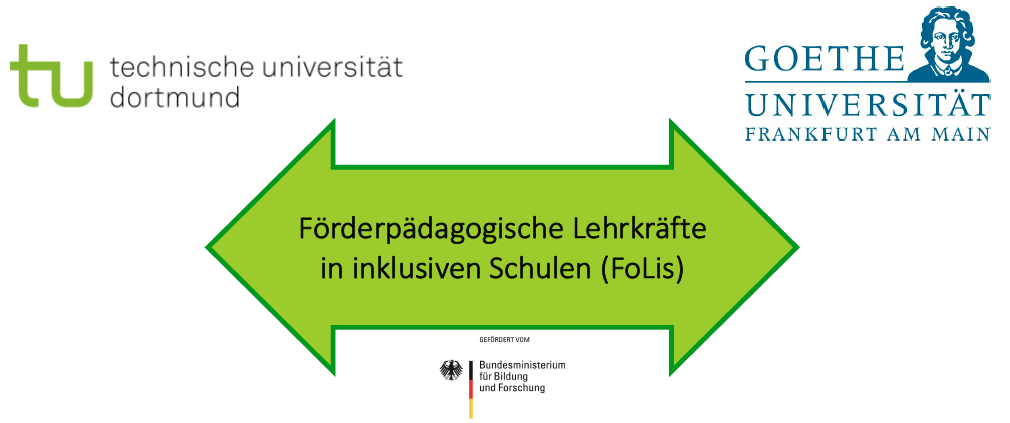 tu technische universität
dortmund
GOETHE
UNIVERSITÄT
FRANKFURT AM MAIN
Förderpädagogische Lehrkräfte
in inklusiven Schulen (FoLis)
GEFÖRDERT VOM
Bundesministerium
für Bildung
und Forschung